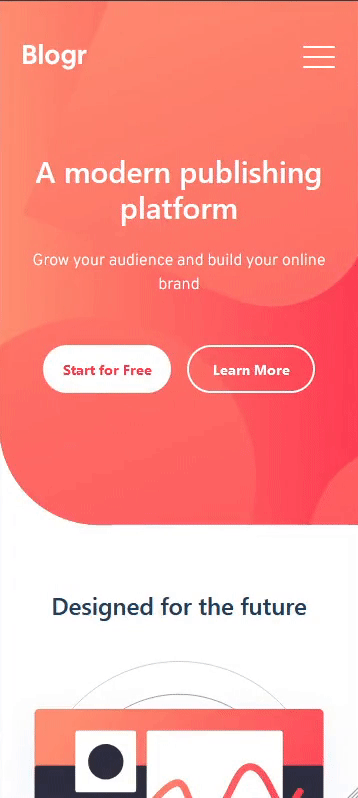 Blogr
A modern publishing
platform
Grow your audience and build your online
brand
Start for Free
Learn More
Designed for the future